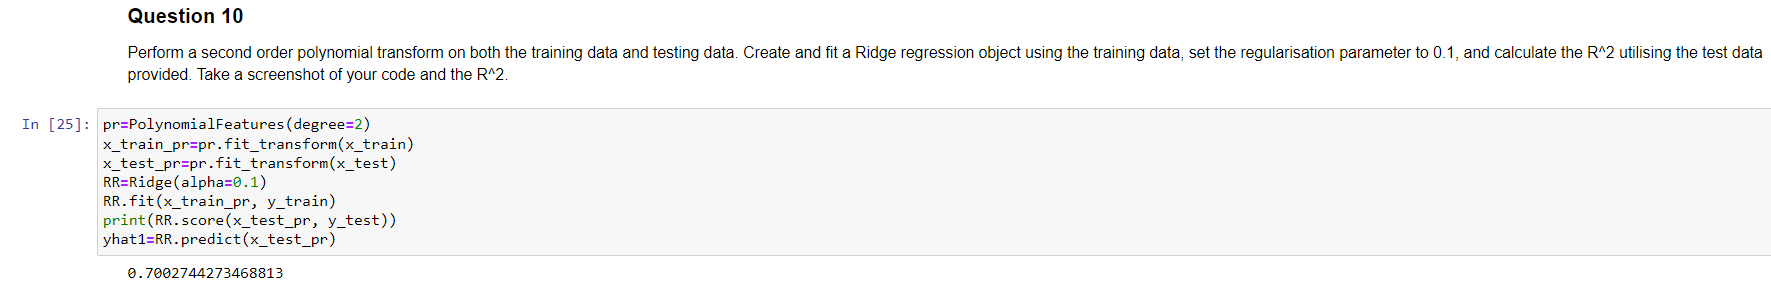 Question 10
Perform a second order polynomial transform on both the training data and testing data. Create and fit a Ridge regression object using the training data, set the regularisation parameter to 0.1, and calculate the R^2 utilising the test data
provided. Take a screenshot of your code and the R^2.
In [25]: pr=PolynomialFeatures(degree=2)
x_train_pr=pr.fit_transform(x_train)
x_test_pr=pr.fit_transform(x_test)
RR=Ridge(alpha=0.1)
RR.fit(x_train_pr, y_train)
print(RR.score(x_test_pr, y_test))
yhat1=RR.predict(x_test_pr)
0.7002744273468813